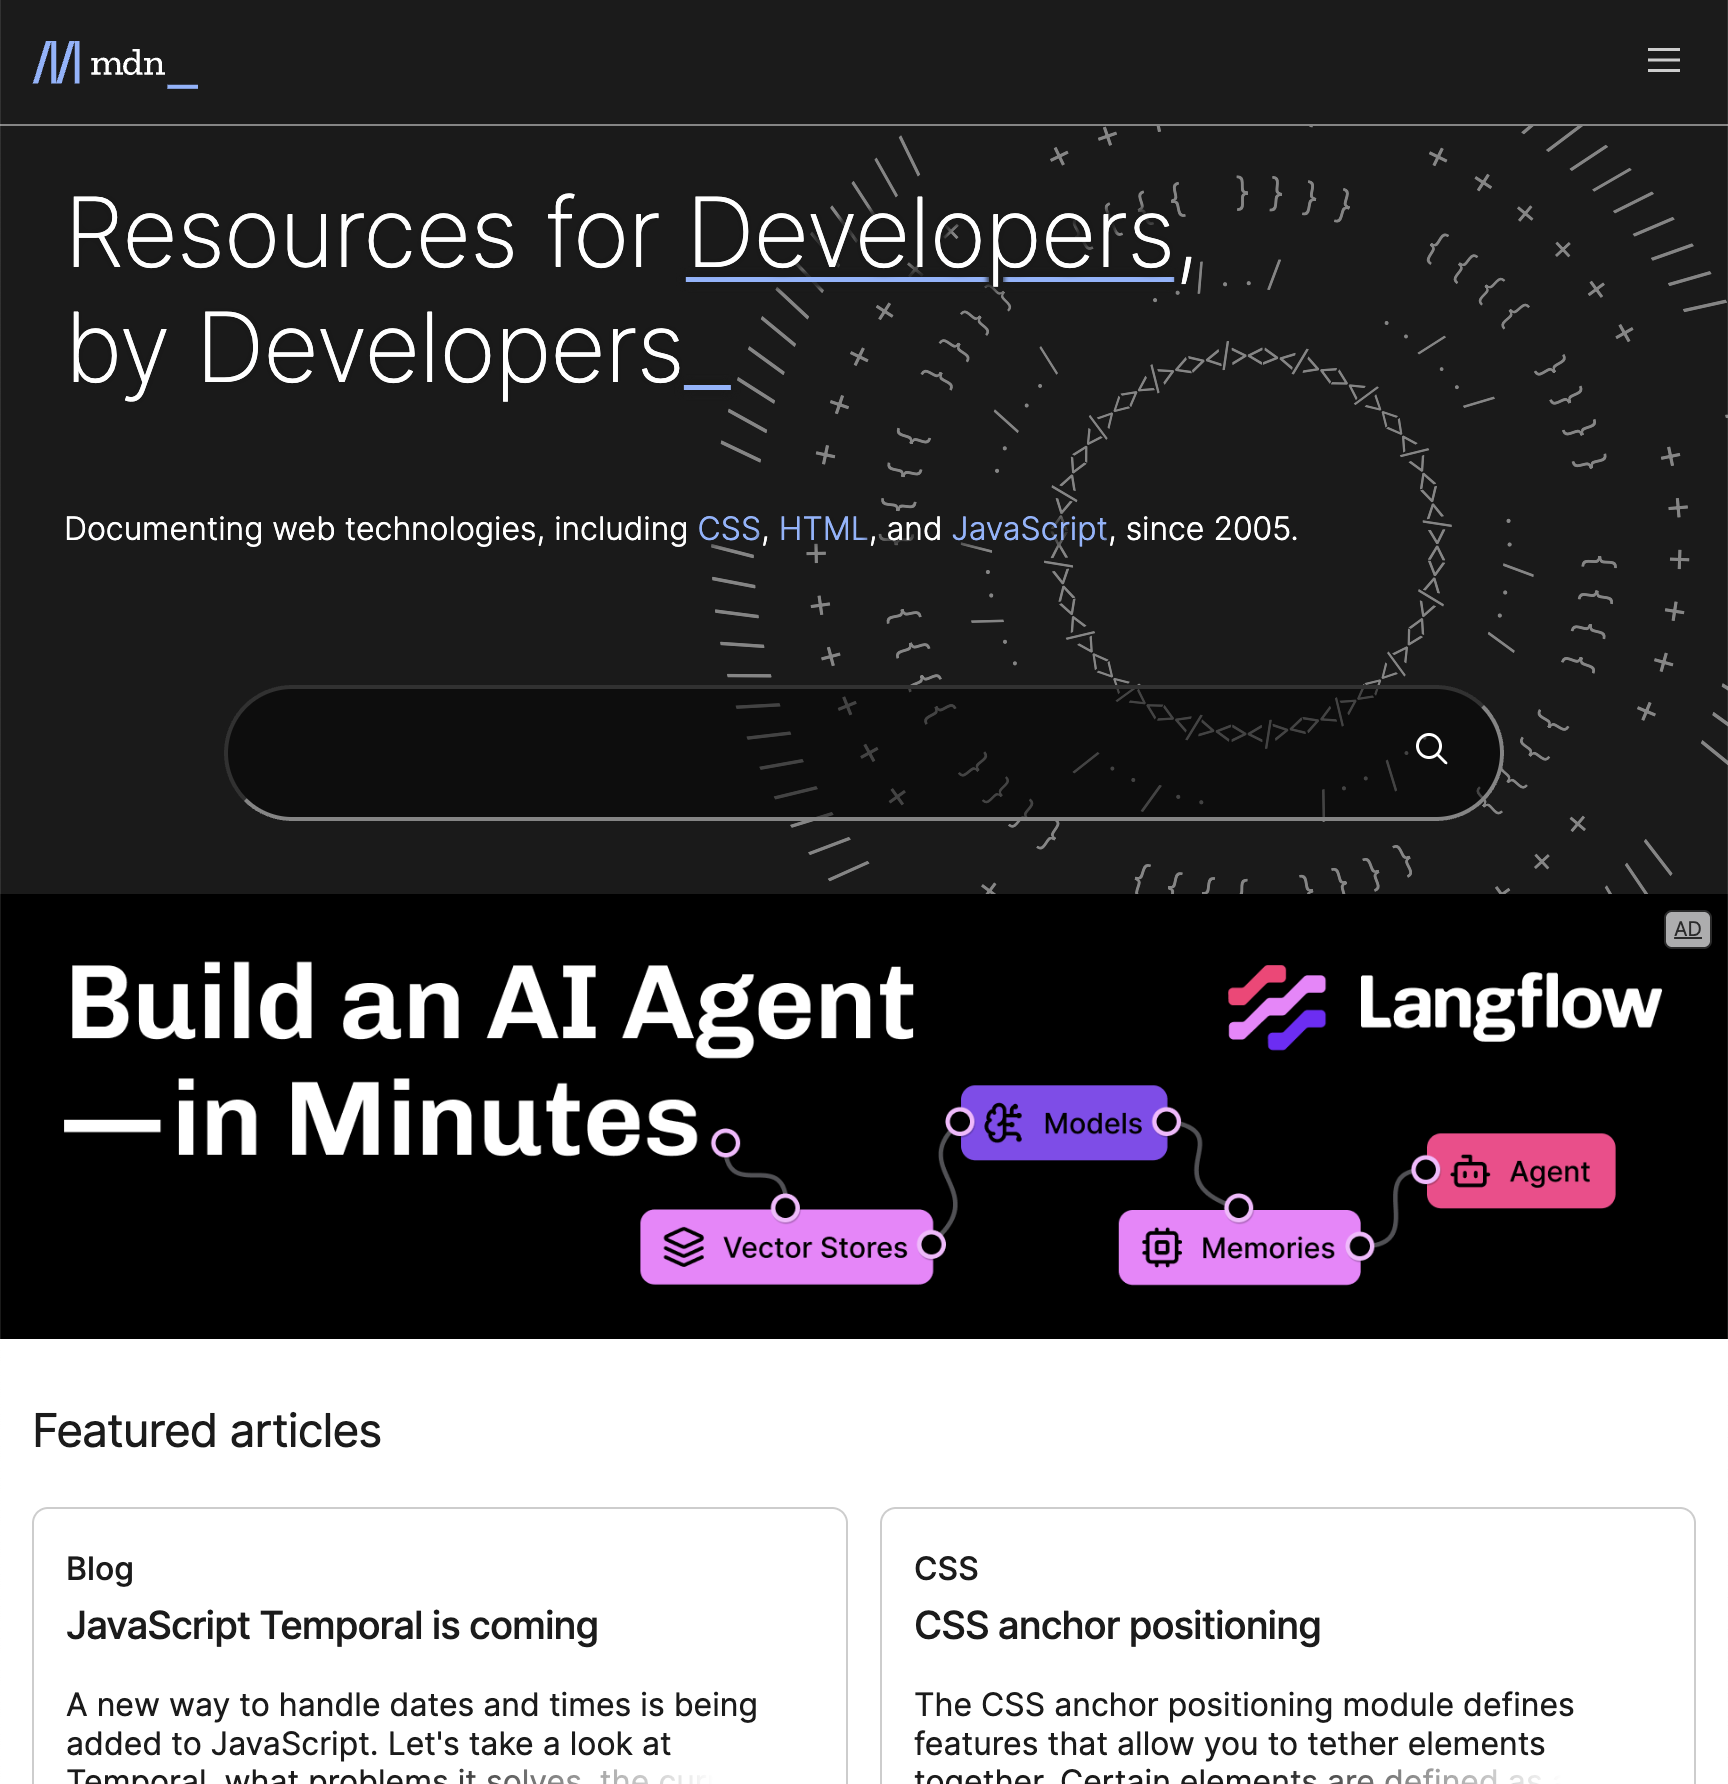 mdn_
Resources for Developers,
by Developers_
Documenting web technologies, including CSS, HTML, and JavaScript, since 2005.
AD
Build an AI Agent
—in Minutes
Langflow
Models
Agent
Vector Stores
Memories
Featured articles
Blog
JavaScript Temporal is coming
A new way to handle dates and times is being
added to JavaScript. Let's take a look at
Temporal, what problems it solves, the cur
CSS
CSS anchor positioning
The CSS anchor positioning module defines
features that allow you to tether elements
together. Certain elements are defined as